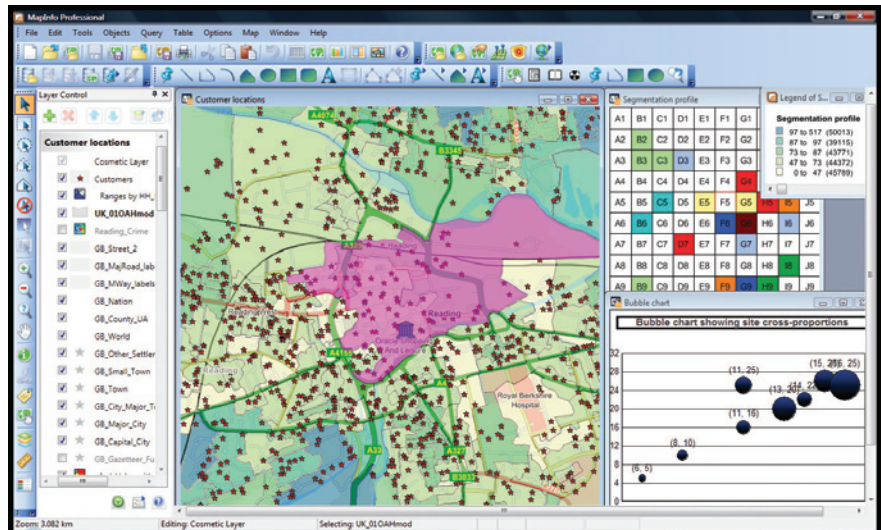 MapInfo Professional
File Edit Tools Objects Query Table Options Map Window Help
Layer Control
Customer locations
Cosmetic Layer
Customers
Ranges by HH_
UK_01OAHmod
Reading_Crime
GB_Street_2
GB_MajRoad_lab
GB_MWay_labels
GB_Nation
GB_County_UA
GB_World
GB_Other_Settler
GB_Small_Town
GB_Town
GB_City_Major_T
GB_Major_City
GB_Capital_City
GB_Gazetteer_Fu
Customer locations
A4074
B3345
Reading
Reading
Reading
A4155
And Leisure
A4
Royal Berkshire
Hospital
A33
A327
B3031
Segmentation profile
A1 B1 C1 D1 E1 F1 G1
A2 B2 C2 D2 E2 F2 G2
A3 B3 C3 D3 E3 F3 G3
A4 B4 C4 D4 E4 F4 G4
A5 B5 C5 D5 E5 F5 G5 H5 I5 J5
A6 B6 C6 D6 E6 F6 H6 I6 J6
A7 B7 C7 D7 E7 F7 G7 H7 I7 J7
A8 B8 C8 D8 E8 F8 G8 H8 I8 J8
A9 B9 C9 D9 E9 F9 G9 H9 I9 J9
Legend of S...
Segmentation profile
97 to 517 (50013)
87 to 97 (39115)
73 to 87 (43771)
47 to 73 (44372)
0 to 47 (45789)
Bubble chart
Bubble chart showing site cross-proportions
32
28
24
20
16
12
8
4
0
(11, 25)
(11, 16)
(8, 10)
(6, 5)
Zoom: 3.082 km
Editing: Cosmetic Layer
Selecting: UK_01OAHmod